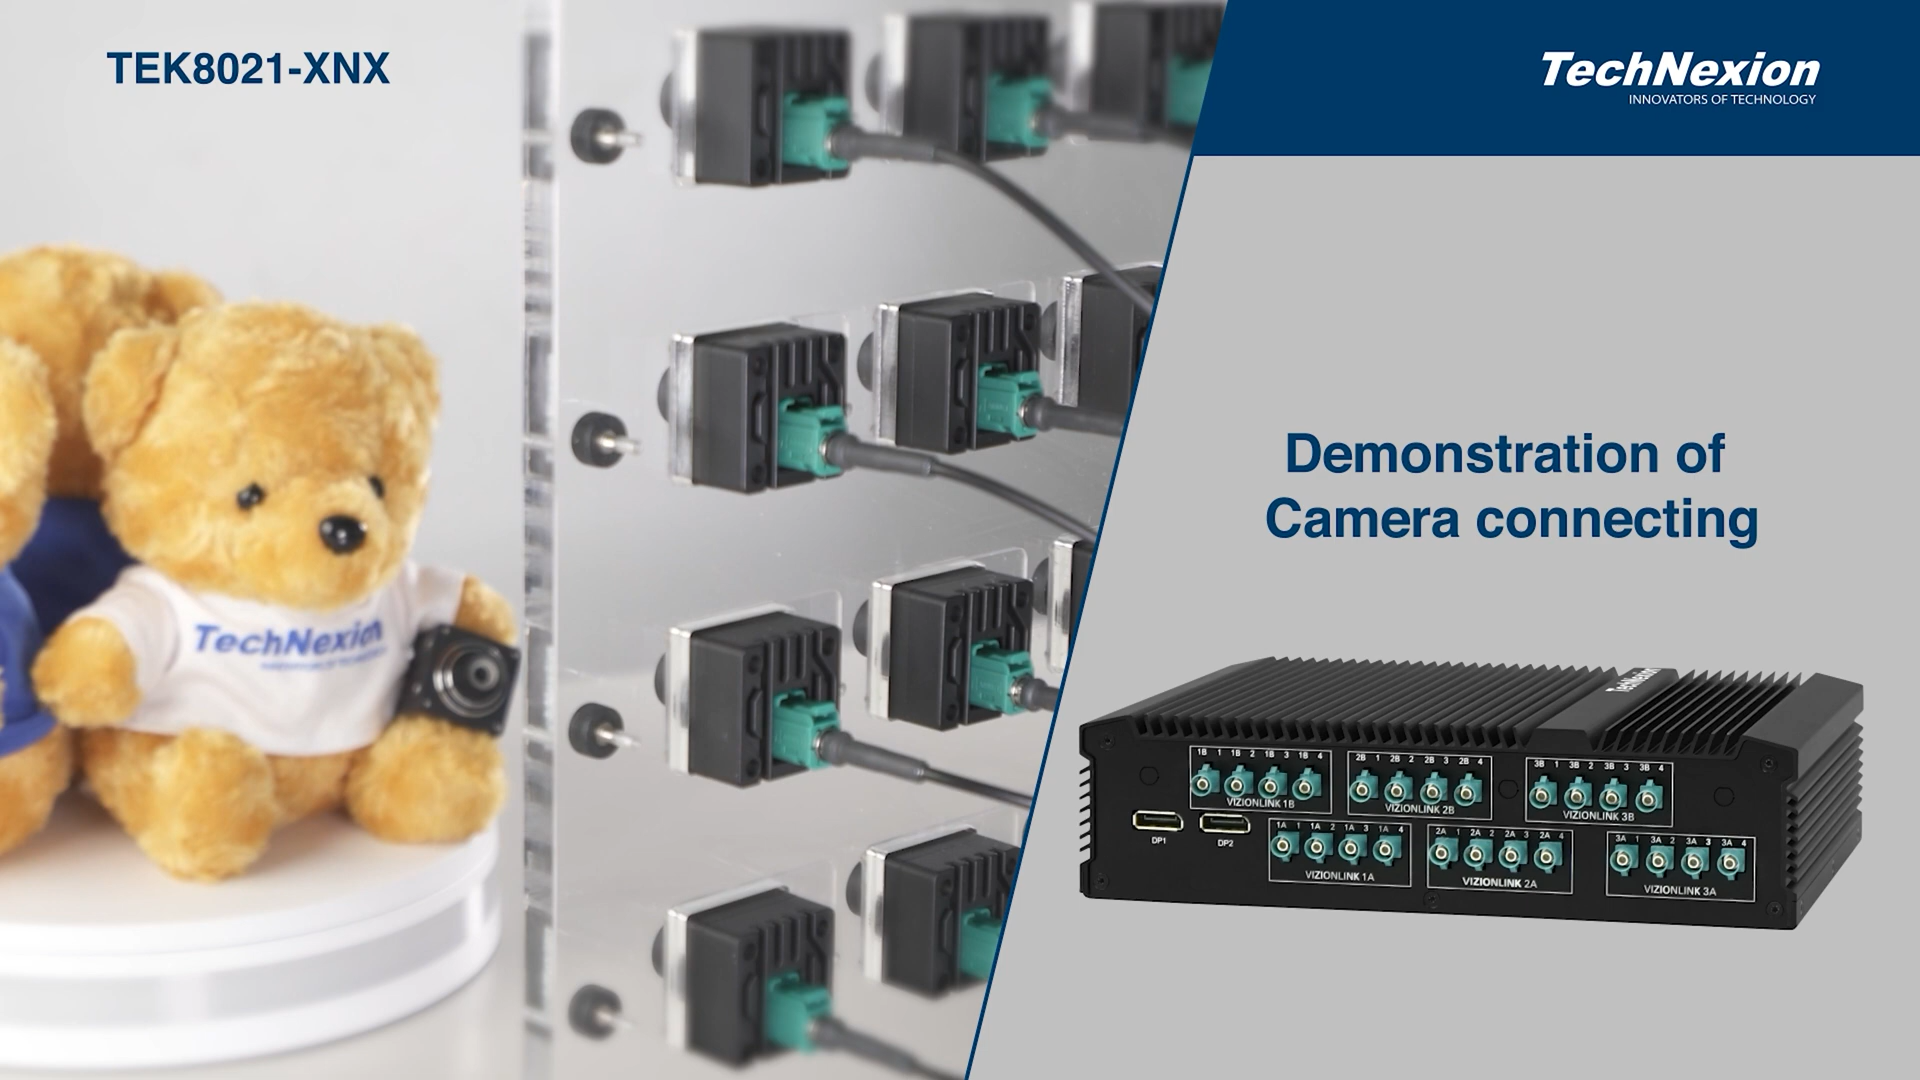 TEK8021-XNX
TechNexion
INNOVATORS OF TECHNOLOGY
Demonstration of
Camera connecting
TechNexion
TechNexion
1B 1 1B 2 1B 3 1B 4
VIZIONLINK 1B
2B 1 2B 2 2B 3 2B 4
VIZIONLINK 2B
3B 1 3B 2 3B 3 3B 4
VIZIONLINK 3B
DP1
DP2
1A 1 1A 2 1A 3 1A 4
VIZIONLINK 1A
2A 1 2A 2 2A 3 2A 4
VIZIONLINK 2A
3A 1 3A 2 3A 3 3A 4
VIZIONLINK 3A